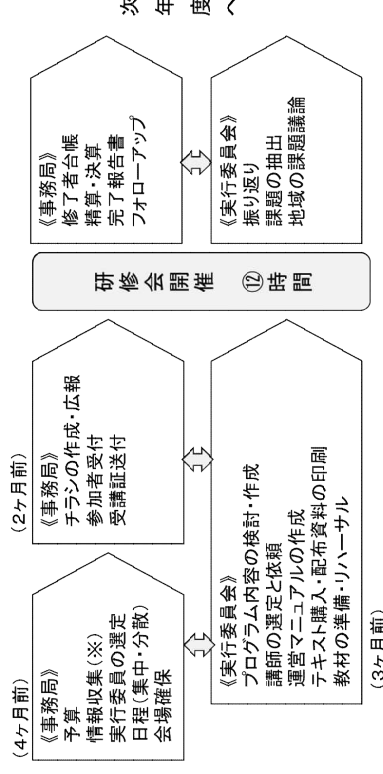 (4ヶ月前)
《事務局》
予算
情報収集(※)
実行委員の選定
日程(集中・分散)
会場確保
(2ヶ月前)
《事務局》
チラシの作成・広報
参加者受付
受講証送付
《実行委員会》
プログラム内容の検討・作成
講師の選定と依頼
運営マニュアルの作成
テキスト購入・配布資料の印刷
教材の準備・リハーサル
(3ヶ月前)
研修会開催 ⑫時間
《事務局》
修了者台帳
精算・決算
完了報告書
フォローアップ
《実行委員会》
振り返り
課題の抽出
地域の課題議論
次年度へ